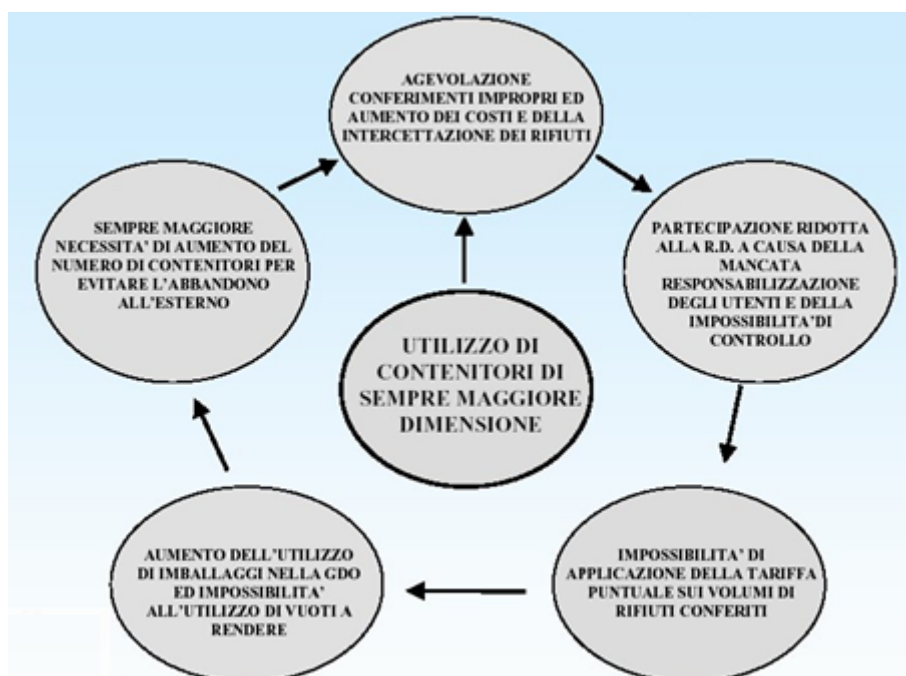 AGEVOLAZIONE
CONFERIMENTI IMPROPRI ED
AUMENTO DEI COSTI E DELLA
INTERCETTAZIONE DEI RIFIUTI
PARTECIPAZIONE RIDOTTA
ALLA R.D. A CAUSA DELLA
MANCATA
RESPONSABILIZZAZIONE
DEGLI UTENTI E DELLA
IMPOSSIBILITA'DI
CONTROLLO
IMPOSSIBILITA' DI
APPLICAZIONE DELLA TARIFFA
PUNTUALE SUI VOLUMI DI
RIFIUTI CONFERITI
AUMENTO DELL'UTILIZZO
DI IMBALLAGGI NELLA GDO
ED IMPOSSIBILITA'
ALL'UTILIZZO DI VUOTI A
RENDERE
SEMPRE MAGGIORE
NECESSITA' DI AUMENTO DEL
NUMERO DI CONTENITORI PER
EVITARE L'ABBANDONO
ALL'ESTERNO
UTILIZZO DI
CONTENITORI DI
SEMPRE MAGGIORE
DIMENSIONE